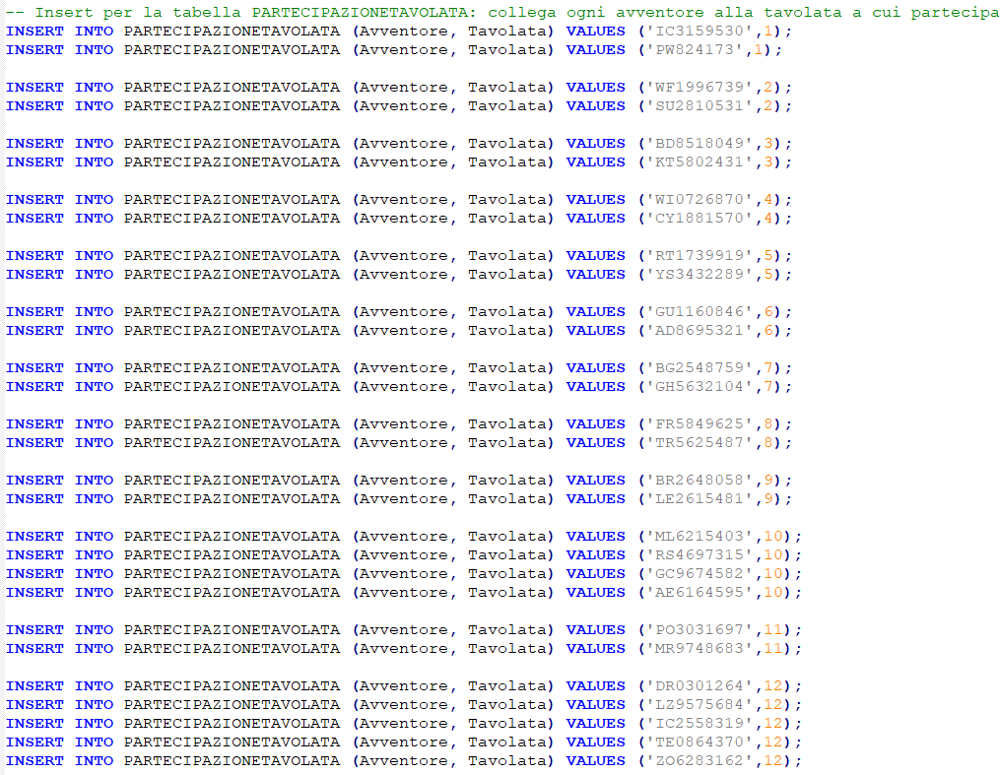 -- Insert per la tabella PARTECIPAZIONETAVOLATA: collega ogni avventore alla tavolata a cui partecipa
INSERT INTO PARTECIPAZIONETAVOLATA (Avventore, Tavolata) VALUES ('IC3159530',1);
INSERT INTO PARTECIPAZIONETAVOLATA (Avventore, Tavolata) VALUES ('PW824173',1);
INSERT INTO PARTECIPAZIONETAVOLATA (Avventore, Tavolata) VALUES ('WF1996739',2);
INSERT INTO PARTECIPAZIONETAVOLATA (Avventore, Tavolata) VALUES ('SU2810531',2);
INSERT INTO PARTECIPAZIONETAVOLATA (Avventore, Tavolata) VALUES ('BD8518049',3);
INSERT INTO PARTECIPAZIONETAVOLATA (Avventore, Tavolata) VALUES ('KT5802431',3);
INSERT INTO PARTECIPAZIONETAVOLATA (Avventore, Tavolata) VALUES ('WI0726870',4);
INSERT INTO PARTECIPAZIONETAVOLATA (Avventore, Tavolata) VALUES ('CY1881570',4);
INSERT INTO PARTECIPAZIONETAVOLATA (Avventore, Tavolata) VALUES ('RT1739919',5);
INSERT INTO PARTECIPAZIONETAVOLATA (Avventore, Tavolata) VALUES ('YS3432289',5);
INSERT INTO PARTECIPAZIONETAVOLATA (Avventore, Tavolata) VALUES ('GU1160846',6);
INSERT INTO PARTECIPAZIONETAVOLATA (Avventore, Tavolata) VALUES ('AD8695321',6);
INSERT INTO PARTECIPAZIONETAVOLATA (Avventore, Tavolata) VALUES ('BG2548759',7);
INSERT INTO PARTECIPAZIONETAVOLATA (Avventore, Tavolata) VALUES ('GH5632104',7);
INSERT INTO PARTECIPAZIONETAVOLATA (Avventore, Tavolata) VALUES ('FR5849625',8);
INSERT INTO PARTECIPAZIONETAVOLATA (Avventore, Tavolata) VALUES ('TR5625487',8);
INSERT INTO PARTECIPAZIONETAVOLATA (Avventore, Tavolata) VALUES ('BR2648058',9);
INSERT INTO PARTECIPAZIONETAVOLATA (Avventore, Tavolata) VALUES ('LE2615481',9);
INSERT INTO PARTECIPAZIONETAVOLATA (Avventore, Tavolata) VALUES ('ML6215403',10);
INSERT INTO PARTECIPAZIONETAVOLATA (Avventore, Tavolata) VALUES ('RS4697315',10);
INSERT INTO PARTECIPAZIONETAVOLATA (Avventore, Tavolata) VALUES ('GC9674582',10);
INSERT INTO PARTECIPAZIONETAVOLATA (Avventore, Tavolata) VALUES ('AE6164595',10);
INSERT INTO PARTECIPAZIONETAVOLATA (Avventore, Tavolata) VALUES ('PO3031697',11);
INSERT INTO PARTECIPAZIONETAVOLATA (Avventore, Tavolata) VALUES ('MR9748683',11);
INSERT INTO PARTECIPAZIONETAVOLATA (Avventore, Tavolata) VALUES ('DR0301264',12);
INSERT INTO PARTECIPAZIONETAVOLATA (Avventore, Tavolata) VALUES ('LZ9575684',12);
INSERT INTO PARTECIPAZIONETAVOLATA (Avventore, Tavolata) VALUES ('IC2558319',12);
INSERT INTO PARTECIPAZIONETAVOLATA (Avventore, Tavolata) VALUES ('TE0864370',12);
INSERT INTO PARTECIPAZIONETAVOLATA (Avventore, Tavolata) VALUES ('ZO6283162',12);